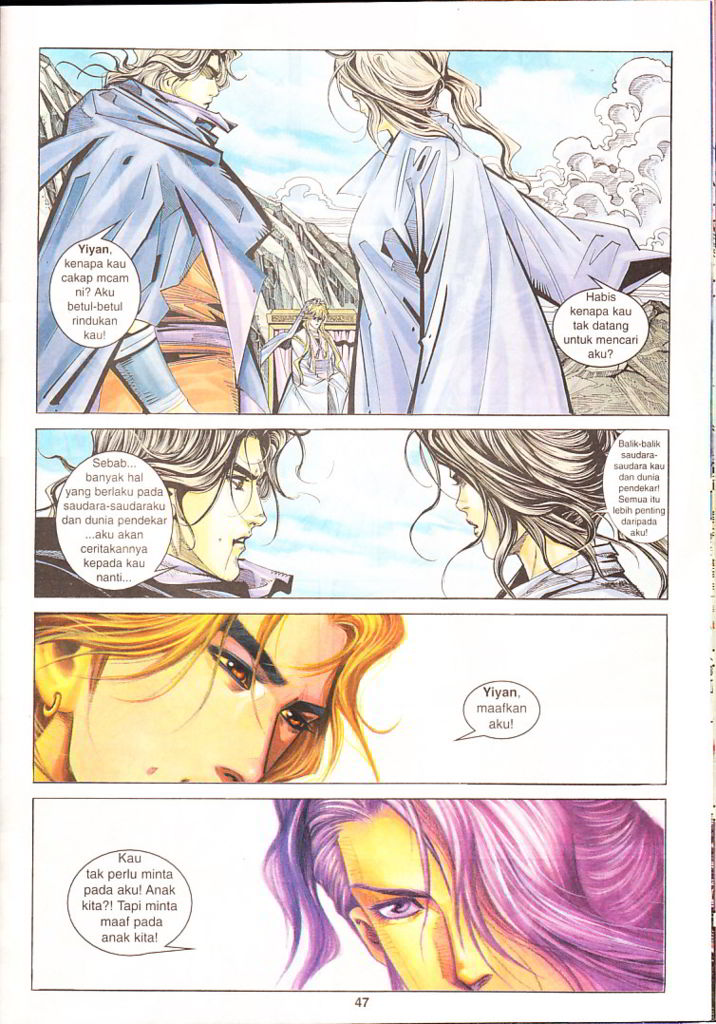 Yiyan,
kenapa kau
cakap mcam
ni? Aku
betul-betul
rindukan
kau!
Habis
kenapa kau
tak datang
untuk mencari
aku?
Sebab...
banyak hal
yang berlaku pada
saudara-saudaraku
dan dunia pendekar
...aku akan
ceritakannya
kepada kau
nanti...
Balik-balik
saudara-
saudara kau
dan dunia
pendekar!
Semua itu
lebih penting
daripada
aku!
Yiyan,
maafkan
aku!
Kau
tak perlu minta
pada aku! Anak
kita?! Tapi minta
maaf pada
anak kita!
47